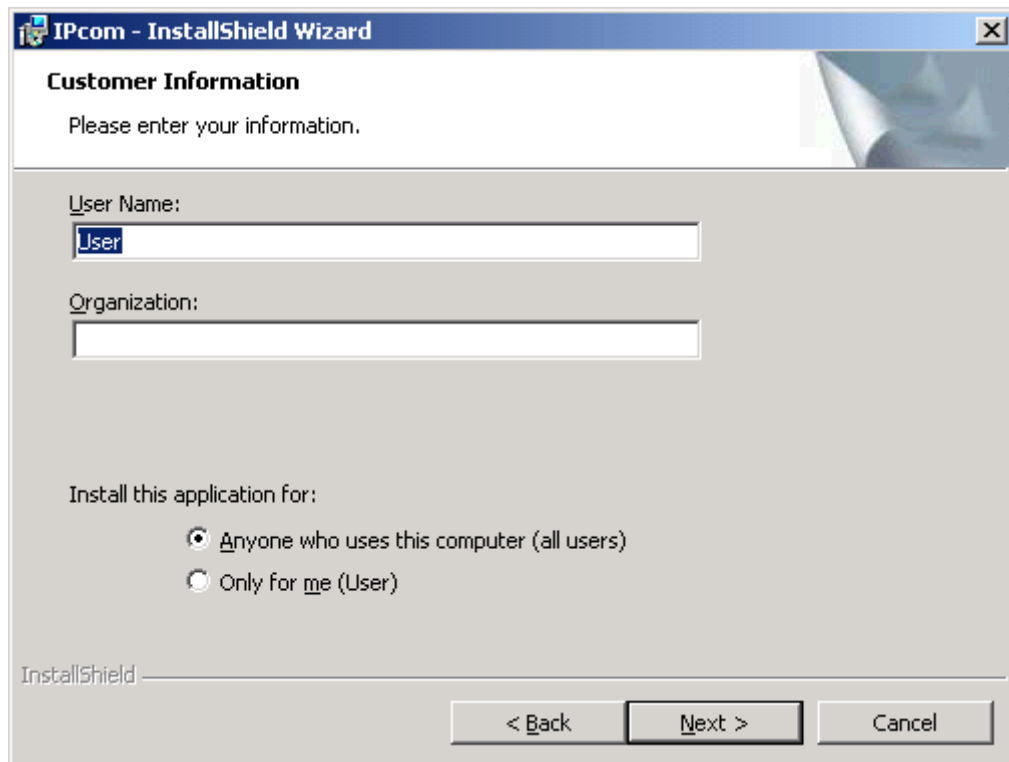 IPcom - InstallShield Wizard
Customer Information
Please enter your information.
User Name:
User
Organization:
Install this application for:
Anyone who uses this computer (all users)
Only for me (User)
InstallShield
< Back Next > Cancel